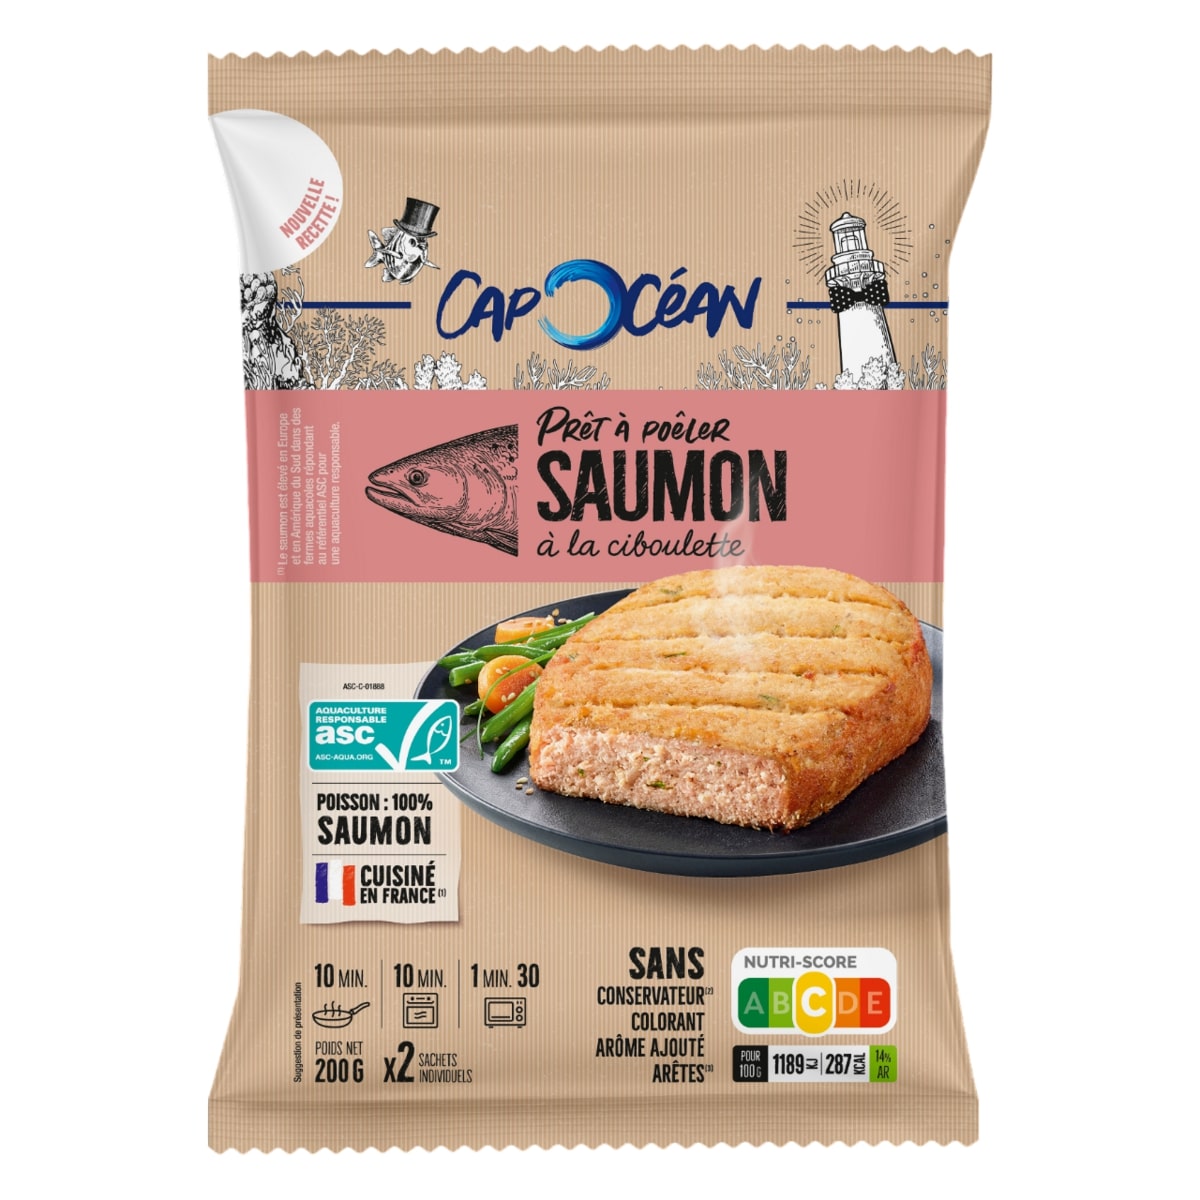 NOUVELLE
RECETTE !
CAP OCÉAN
(1) Le saumon est élevé en Europe
et en Amérique du Sud dans des
fermes aquacoles répondant
au référentiel ASC pour
une aquaculture responsable.
PRÊT À POÊLER
SAUMON
à la ciboulette
ASC-C-01888
AQUACULTURE
RESPONSABLE
asc
ASC-AQUA.ORG
TM
POISSON : 100%
SAUMON
CUISINÉ
EN FRANCE(1)
10 MIN.
10 MIN.
1 MIN. 30
Suggestion de présentation
POIDS NET
200G
X2 SACHETS
INDIVIDUELS
SANS
CONSERVATEUR(2)
COLORANT
ARÔME AJOUTÉ
ARÊTES(3)
NUTRI-SCORE
A B C D E
POUR
100G
1189 KJ
287 KCAL
14%
AR